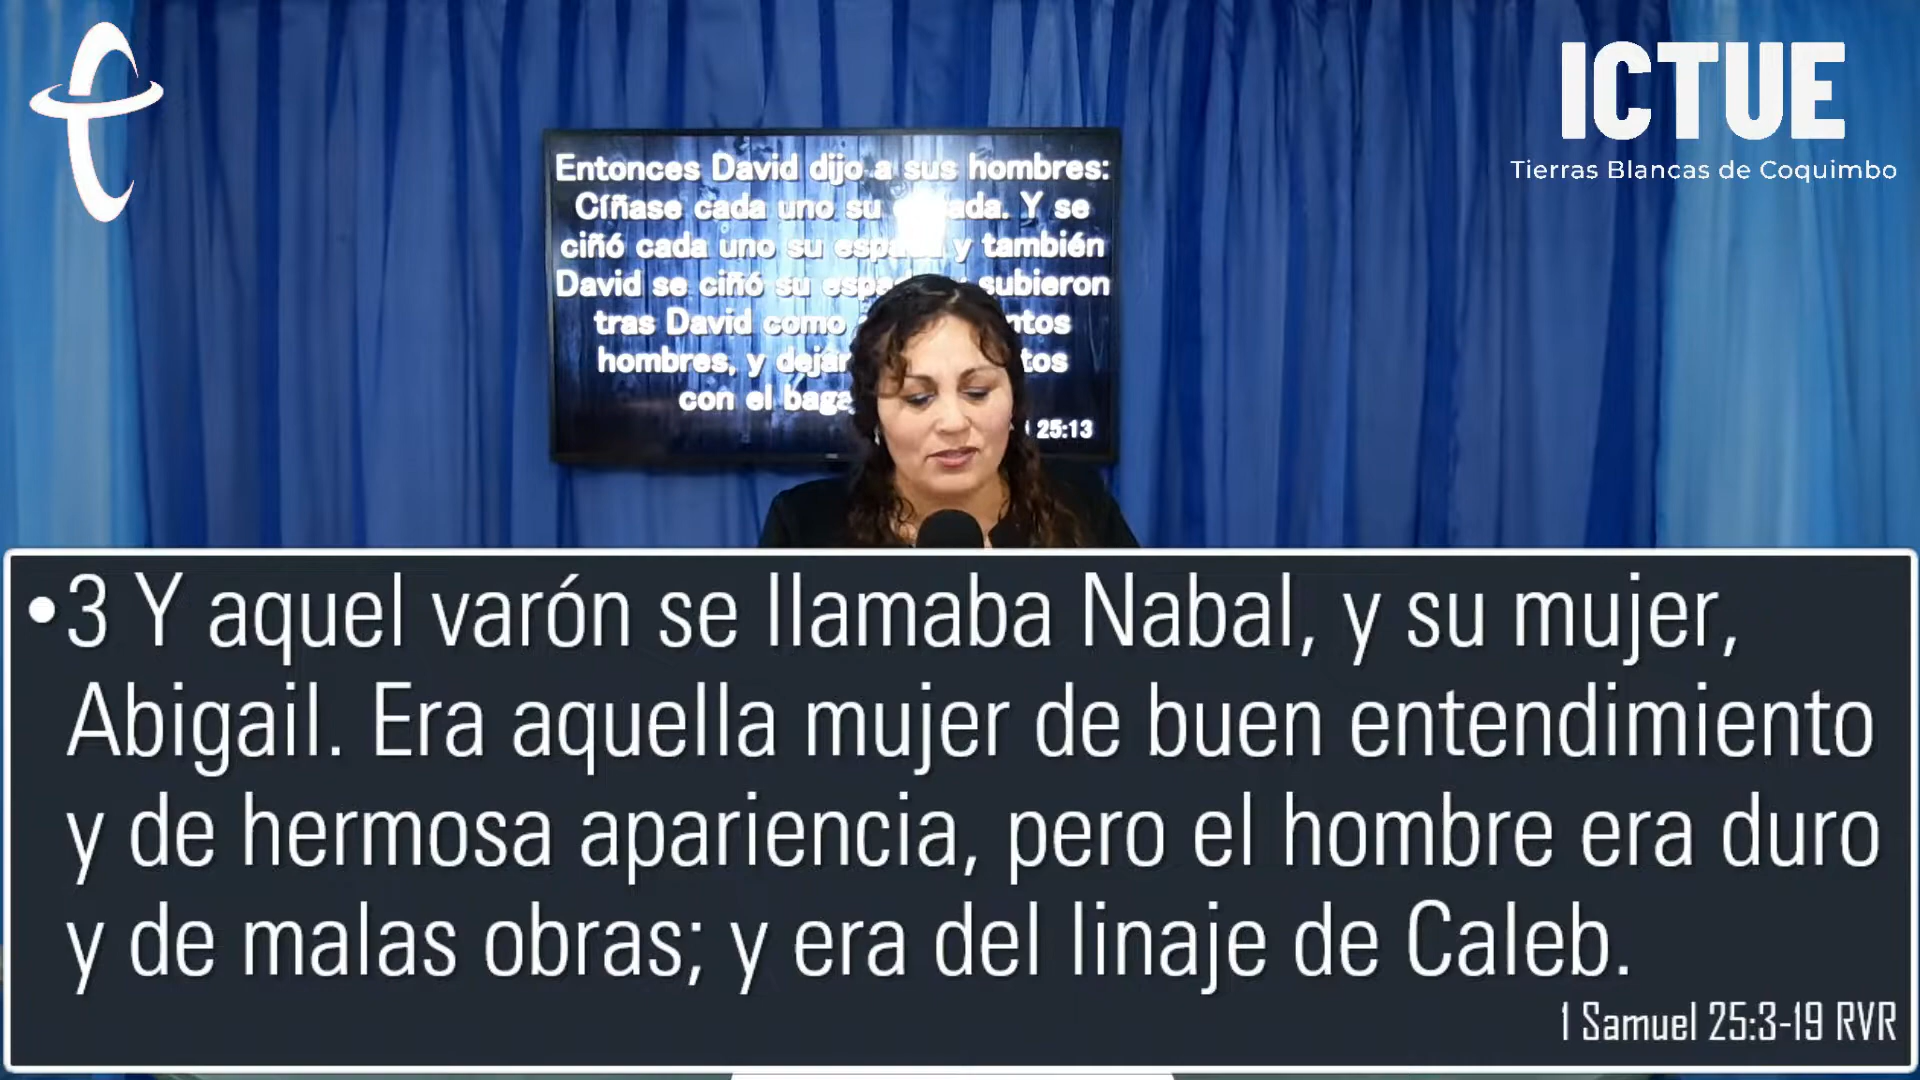 ICTUE
Tierras Blancas de Coquimbo
Entonces David dijo a sus hombres:
Cíñase cada uno su Y se
ciñó cada uno su y también
David se ciñó su subieron
tras David como
hombres, y
con el
25:13
•3 Y aquel varón se llamaba Nabal, y su mujer,
Abigail. Era aquella mujer de buen entendimiento
y de hermosa apariencia, pero el hombre era duro
y de malas obras; y era del linaje de Caleb.
1 Samuel 25:3-19 RVR